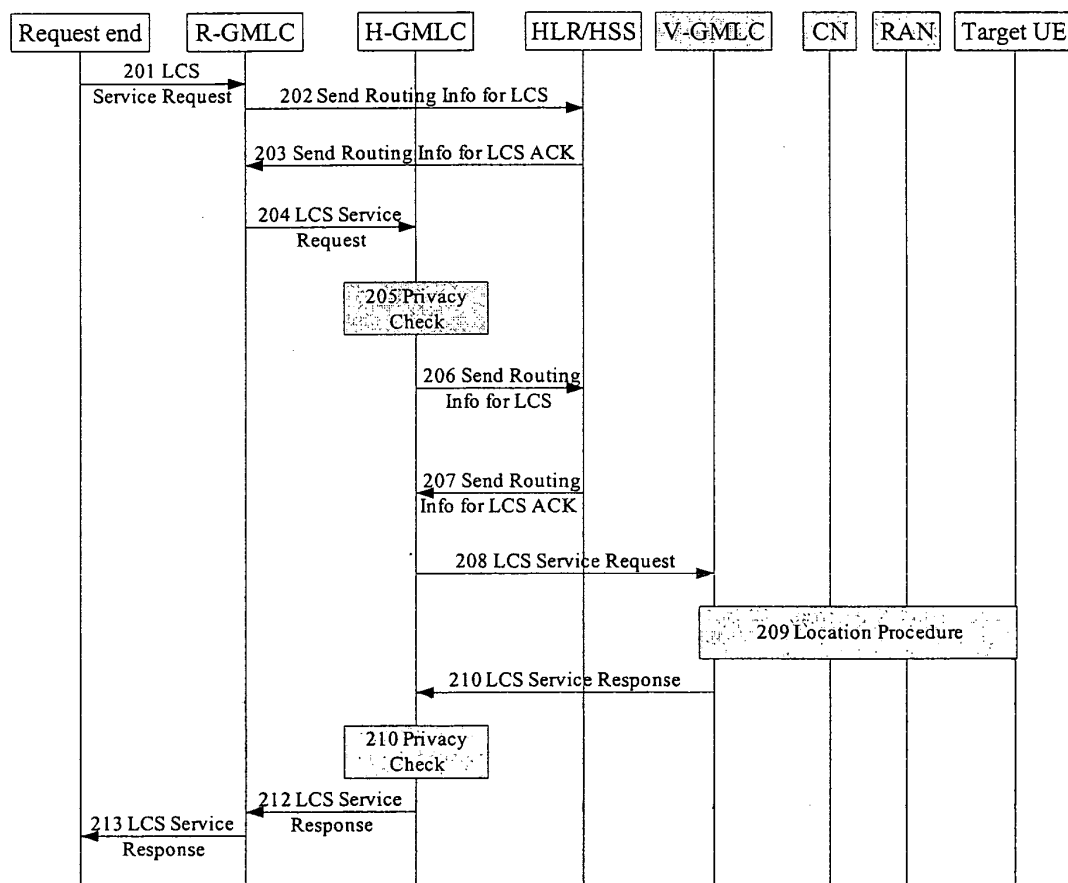 Request end
R-GMLC
H-GMLC
HLR/HSS
V-GMLC
CN
RAN
Target UE
201 LCS
Service Request
202 Send Routing Info for LCS
203 Send Routing Info for LCS ACK
204 LCS Service
Request
205 Privacy
Check
206 Send Routing
Info for LCS
207 Send Routing
Info for LCS ACK
208 LCS Service Request
209 Location Procedure
210 LCS Service Response
210 Privacy
Check
212 LCS Service
Response
213 LCS Service
Response